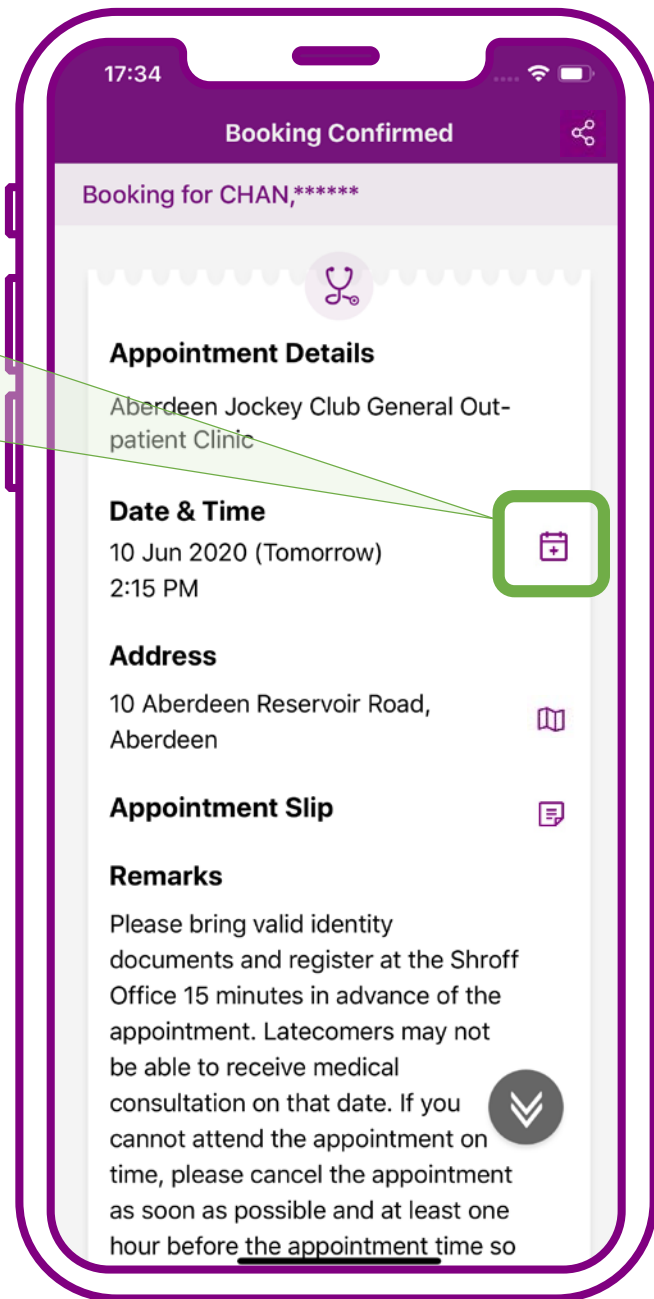 17:34
Booking Confirmed
Booking for CHAN,******
Appointment Details
Aberdeen Jockey Club General Out-
patient Clinic
Date & Time
10 Jun 2020 (Tomorrow)
2:15 PM
Address
10 Aberdeen Reservoir Road,
Aberdeen
Appointment Slip
Remarks
Please bring valid identity
documents and register at the Shroff
Office 15 minutes in advance of the
appointment. Latecomers may not
be able to receive medical
consultation on that date. If you
cannot attend the appointment on
time, please cancel the appointment
as soon as possible and at least one
hour before the appointment time so